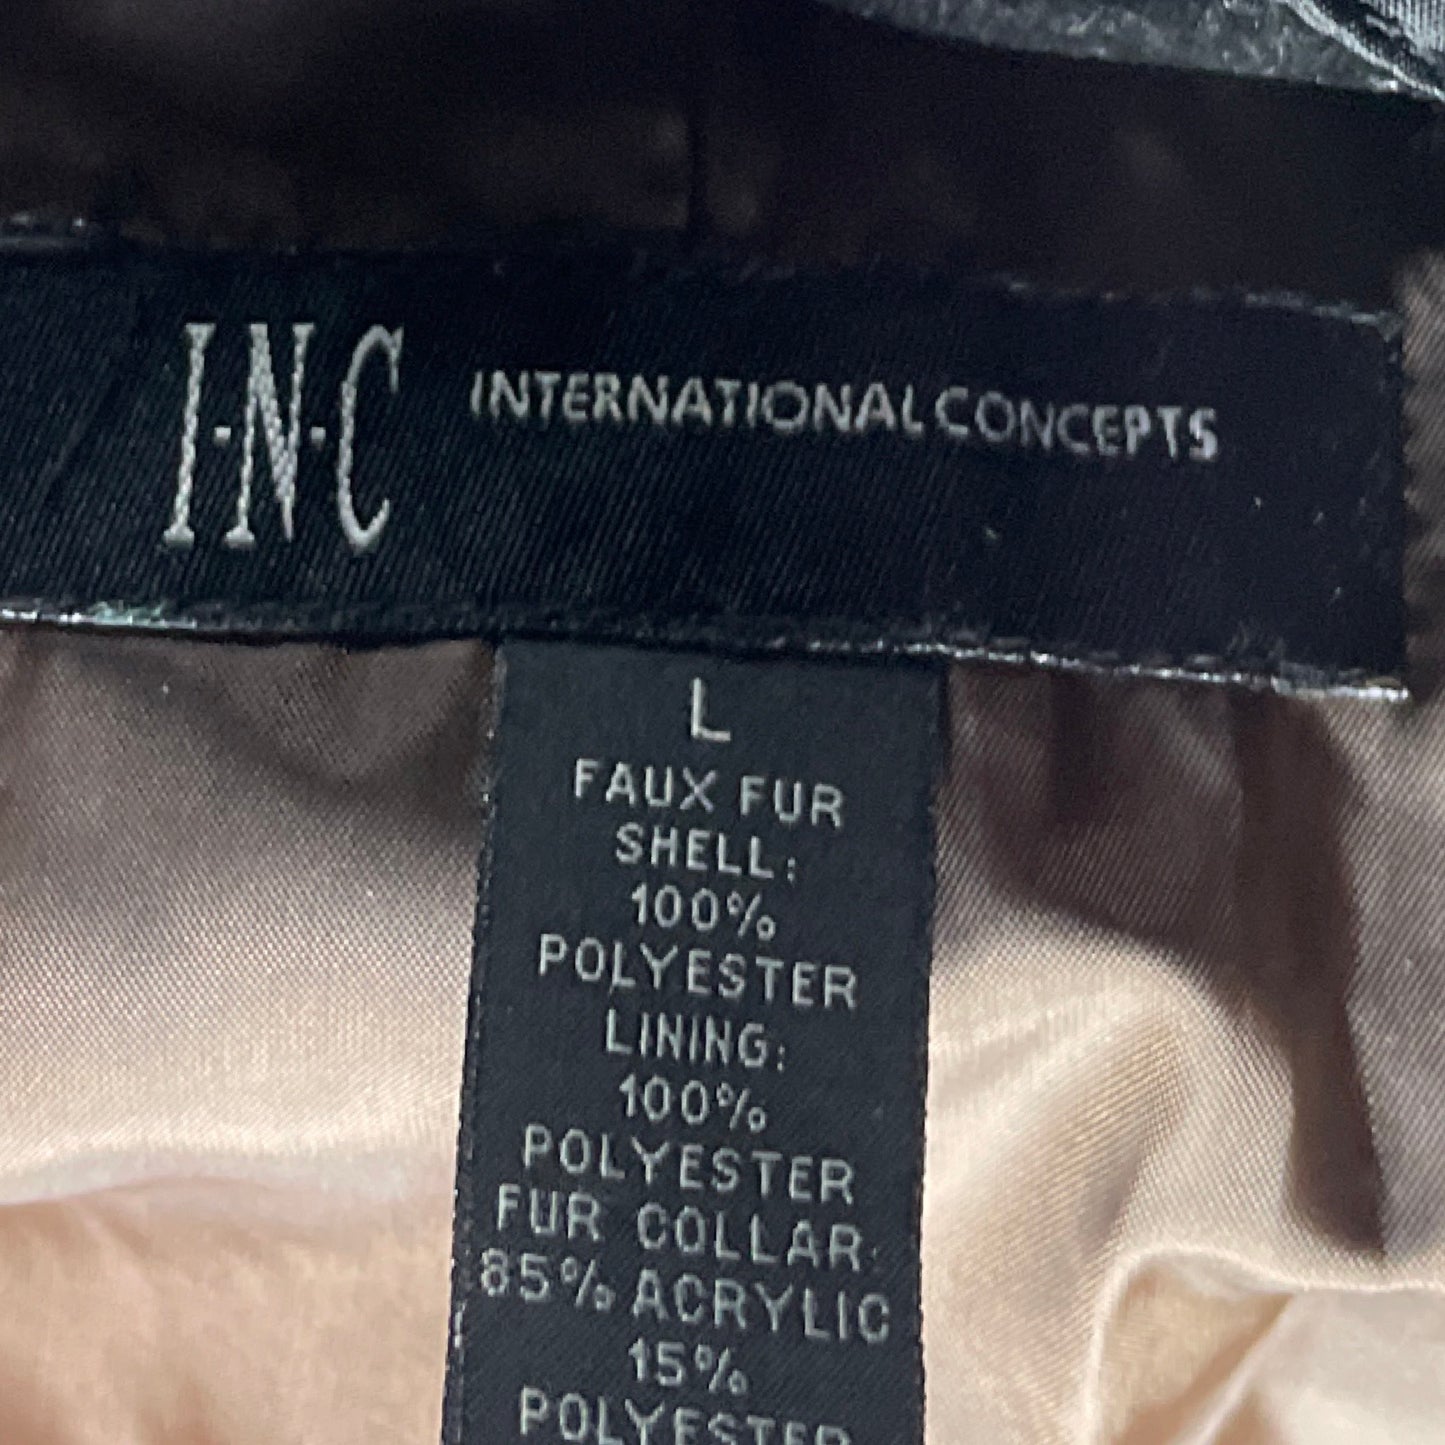 I·N·C INTERNATIONAL CONCEPTS
L
FAUX FUR
SHELL:
100%
POLYESTER
LINING:
100%
POLYESTER
FUR COLLAR:
85% ACRYLIC
15%
POLYESTER